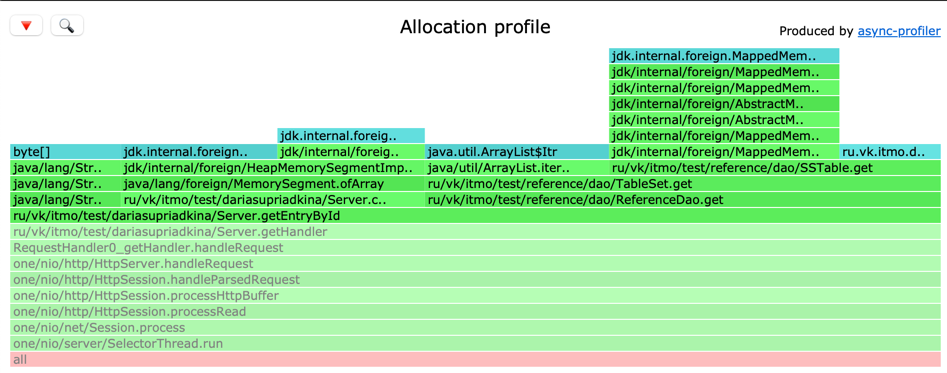 Allocation profile
Produced by async-profiler
jdk.internal.foreign.MappedMem..
jdk/internal/foreign/MappedMem..
jdk/internal/foreign/MappedMem..
jdk/internal/foreign/AbstractM..
jdk/internal/foreign/AbstractM..
jdk.internal.foreig.. jdk/internal/foreign/MappedMem..
byte[] jdk.internal.foreign.. jdk/internal/foreig.. java.util.ArrayList$Itr jdk/internal/foreign/MappedMem.. ru.vk.itmo.d..
java/lang/Str.. jdk/internal/foreign/HeapMemorySegmentImp.. java/util/ArrayList.iter.. ru/vk/itmo/test/reference/dao/SSTable.get
java/lang/Str.. java/lang/foreign/MemorySegment.ofArray ru/vk/itmo/test/reference/dao/TableSet.get
java/lang/Str.. ru/vk/itmo/test/dariasupriadkina/Server.c.. ru/vk/itmo/test/reference/dao/ReferenceDao.get
ru/vk/itmo/test/dariasupriadkina/Server.getEntryById
ru/vk/itmo/test/dariasupriadkina/Server.getHandler
RequestHandler0_getHandler.handleRequest
one/nio/http/HttpServer.handleRequest
one/nio/http/HttpSession.handleParsedRequest
one/nio/http/HttpSession.processHttpBuffer
one/nio/http/HttpSession.processRead
one/nio/net/Session.process
one/nio/server/SelectorThread.run
all